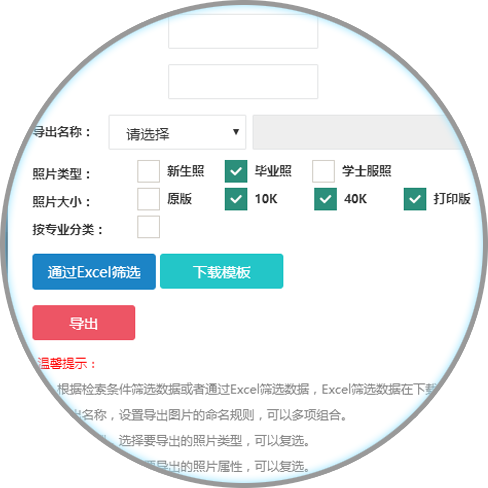 导出名称： 请选择
照片类型： 新生照 毕业照 学士服照
照片大小： 原版 10K 40K 打印版
按专业分类：
通过Excel筛选 下载模板
导出
温馨提示：
根据检索条件筛选数据或者通过Excel筛选数据，Excel筛选数据在下载
出名称，设置导出图片的命名规则，可以多项组合。
选择要导出的照片类型，可以复选。
要导出的照片属性，可以复选。